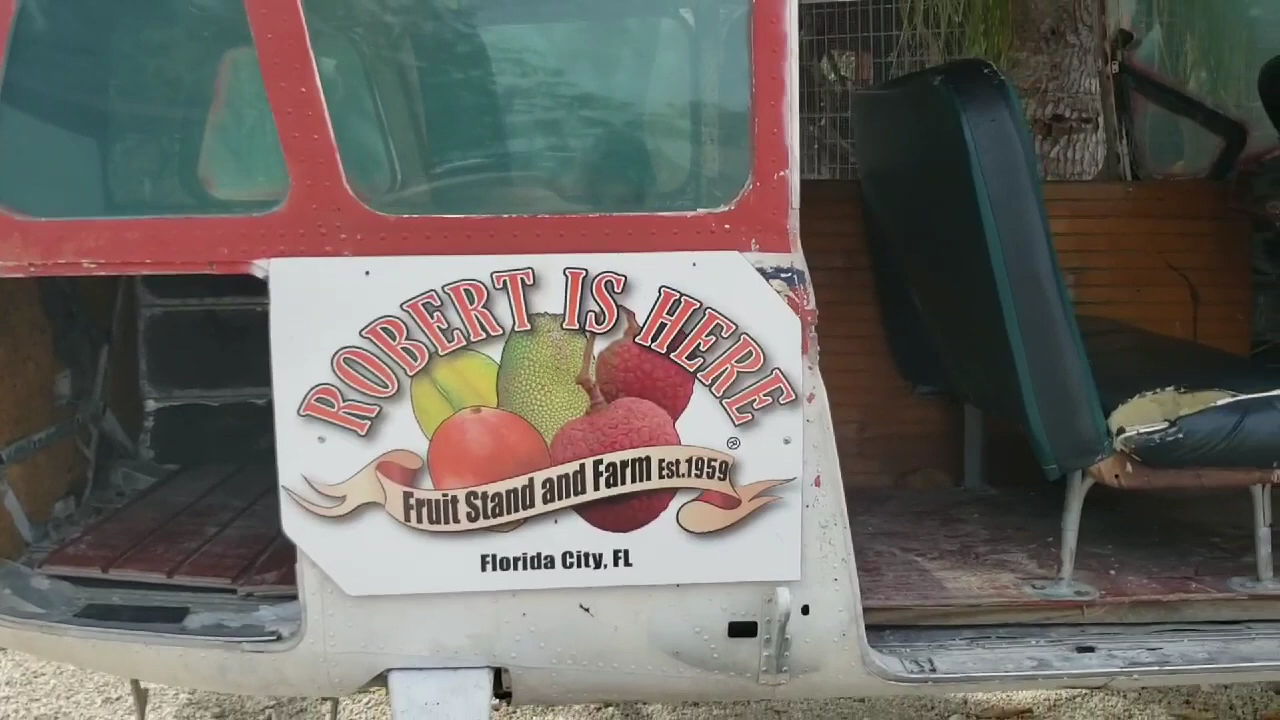 ROBERT IS HERE
®
Fruit Stand and Farm Est.1959
Florida City, FL